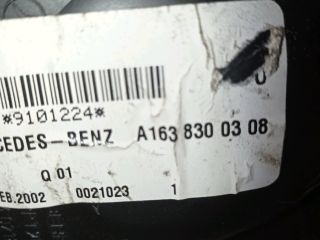 *9101224*
CEDES-BENZ A163 830 03 08
Q 01
EB.2002 0021023 1